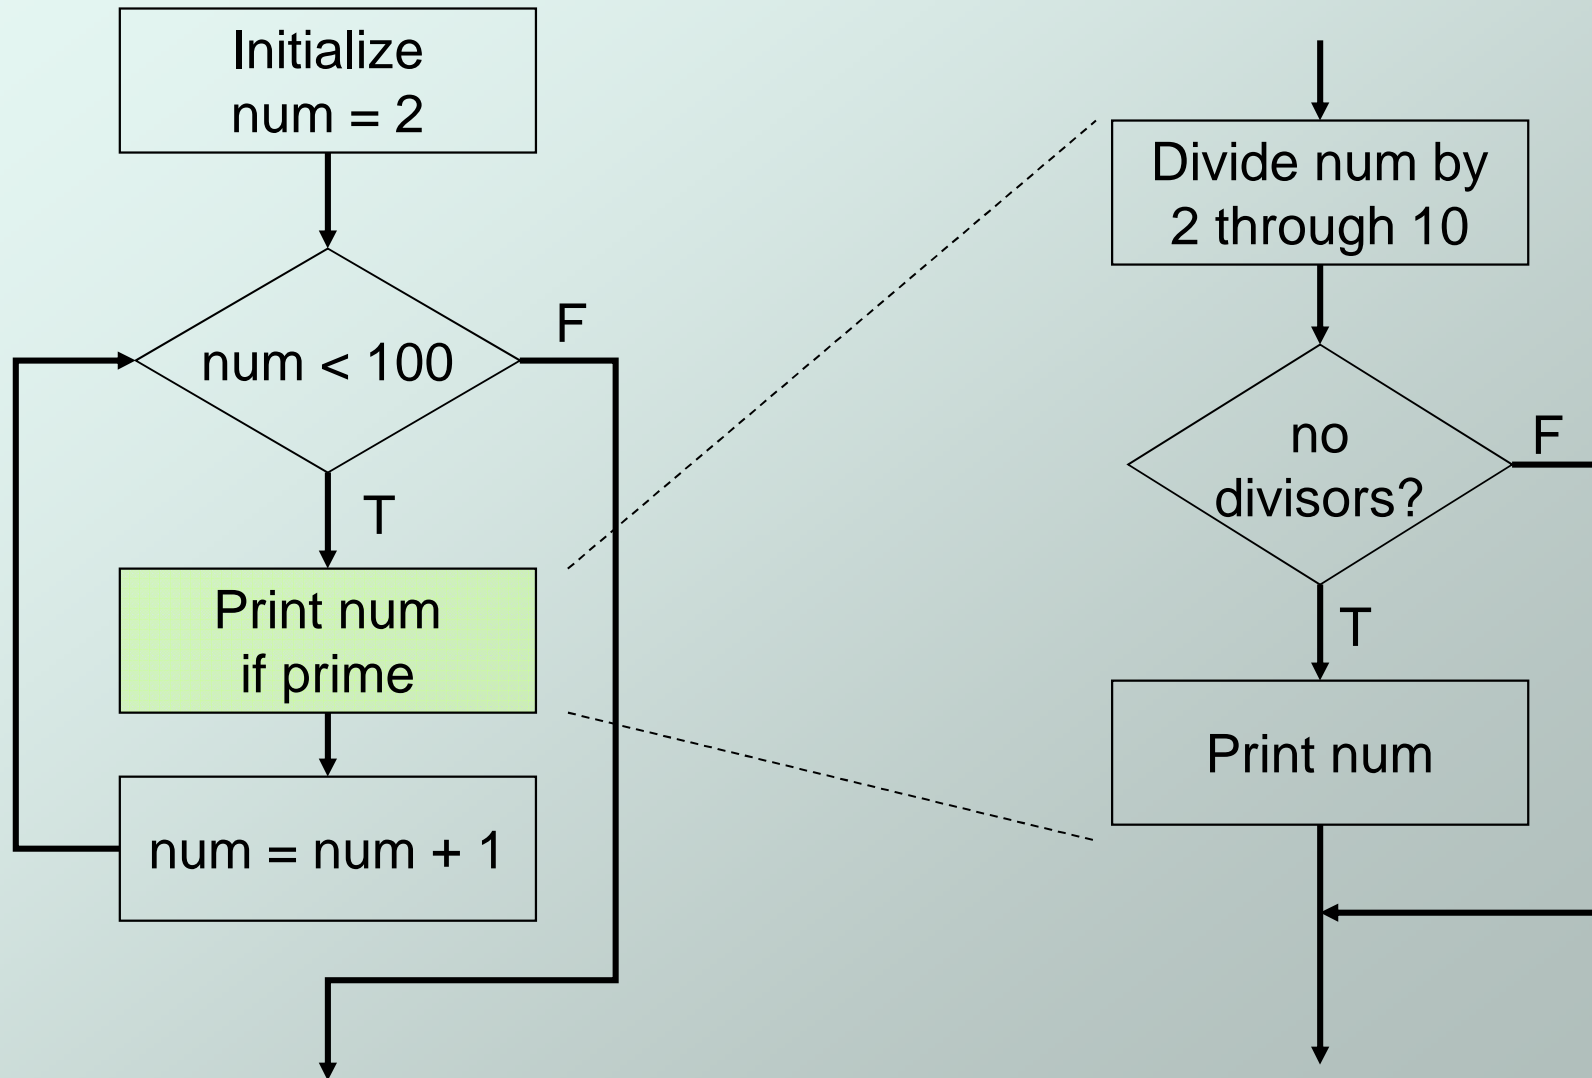 Initialize
num = 2
num < 100
F
T
Print num
if prime
num = num + 1
Divide num by
2 through 10
no
divisors?
F
T
Print num